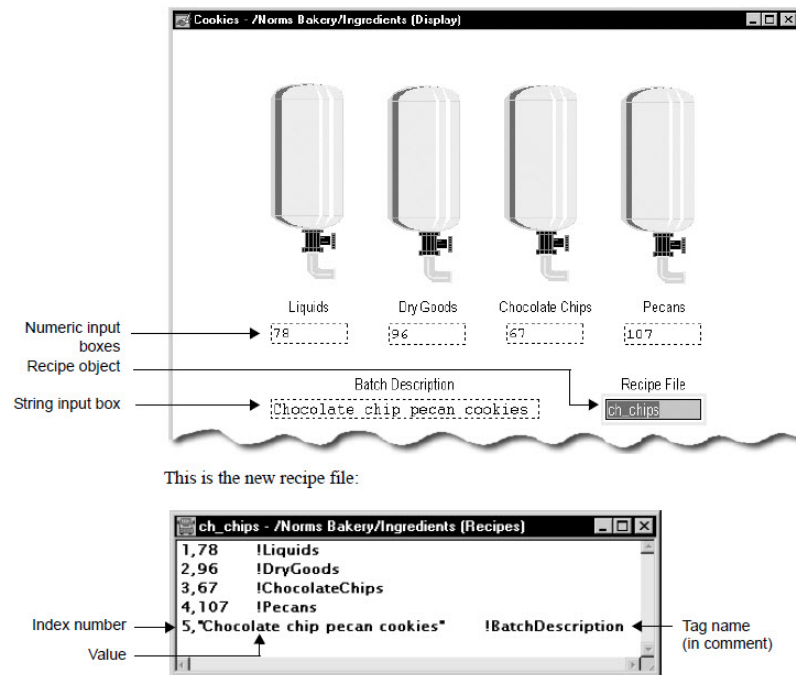 Cookies - /Norms Bakery/Ingredients (Display)
Liquids
Dry Goods
Chocolate Chips
Pecans
Numeric input
boxes
78
96
67
107
Recipe object
Batch Description
Recipe File
String input box
Chocolate chip pecan cookies
ch_chips
This is the new recipe file:
ch_chips - /Norms Bakery/Ingredients (Recipes)
1,78 !Liquids
2,96 !DryGoods
3,67 !ChocolateChips
4,107 !Pecans
Index number
5,"Chocolate chip pecan cookies" !BatchDescription
Tag name
(in comment)
Value